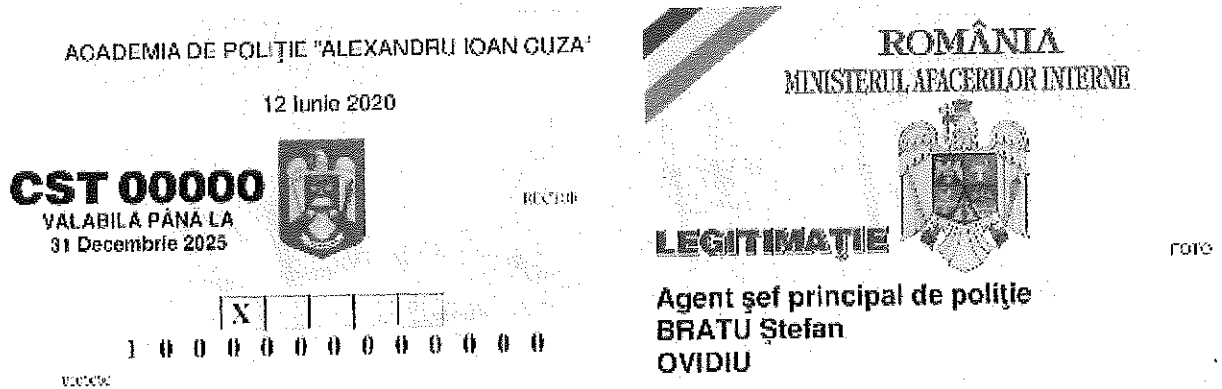 ACADEMIA DE POLIȚIE "ALEXANDRU IOAN CUZA"
12 Iunie 2020
CST 00000
VALABILĂ PÂNĂ LA
31 Decembrie 2025
RECTOR
X
1 0 0 0 0 0 0 0 0 0 0 0 0
ROMÂNIA
MINISTERUL AFACERILOR INTERNE
LEGITIMAȚIE
FOTO
Agent șef principal de poliție
BRATU Ștefan
OVIDIU